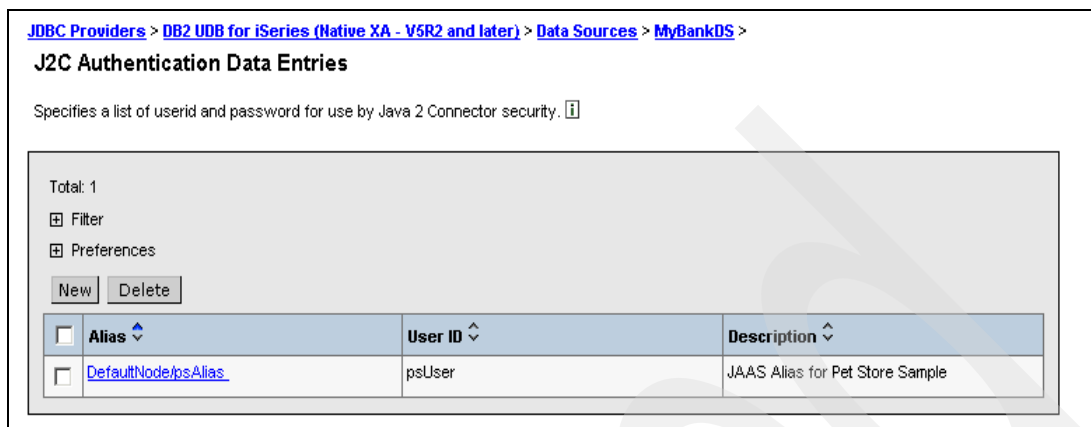 JDBC Providers > DB2 UDB for iSeries (Native XA - V5R2 and later) > Data Sources > MyBankDS >
J2C Authentication Data Entries
Specifies a list of userid and password for use by Java 2 Connector security. i
Total: 1
Filter
Preferences
New Delete
Alias User ID Description
DefaultNode/psAlias psUser JAAS Alias for Pet Store Sample